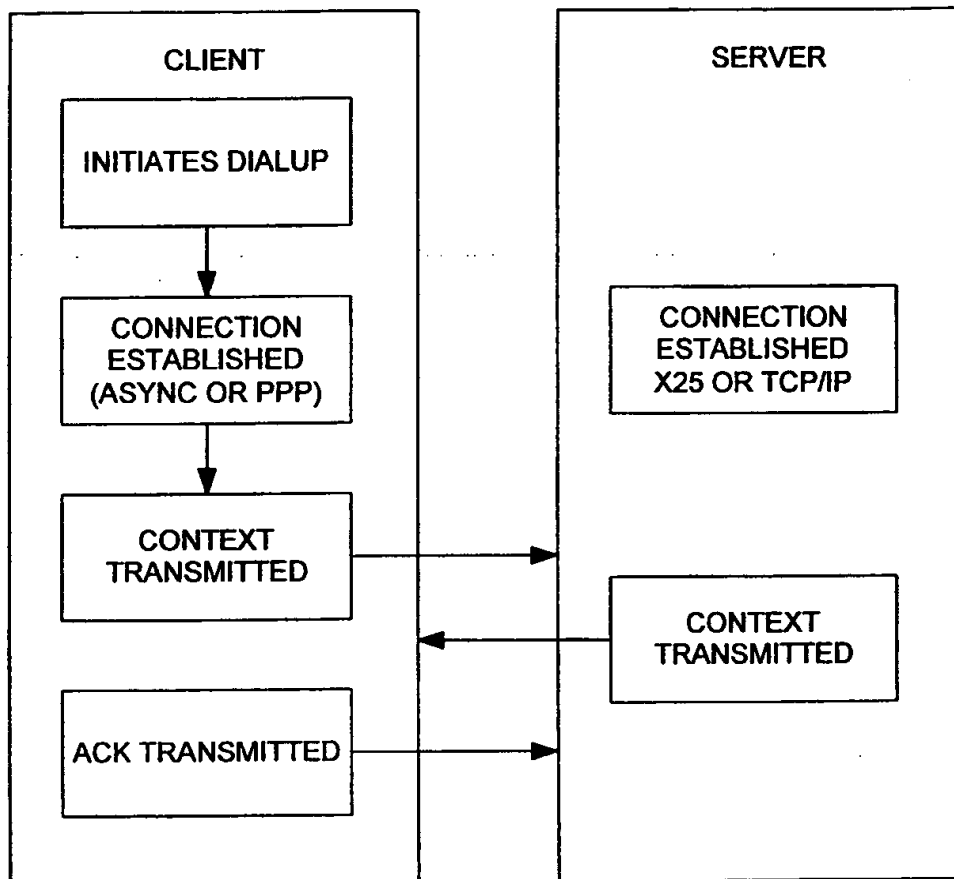 CLIENT
INITIATES DIALUP
CONNECTION
ESTABLISHED
(ASYNC OR PPP)
CONTEXT
TRANSMITTED
ACK TRANSMITTED
SERVER
CONNECTION
ESTABLISHED
X25 OR TCP/IP
CONTEXT
TRANSMITTED